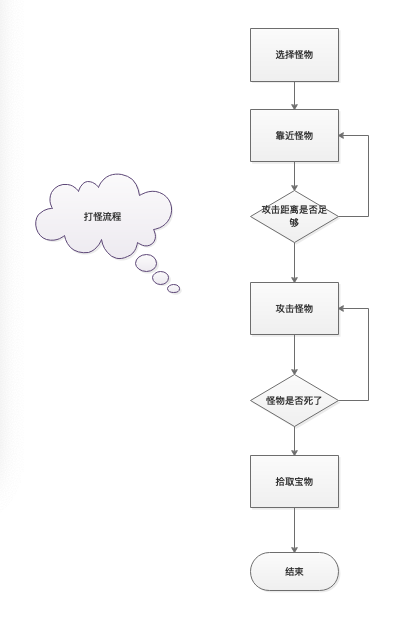 选择怪物
靠近怪物
打怪流程
攻击距离是否足
够
攻击怪物
怪物是否死了
拾取宝物
结束